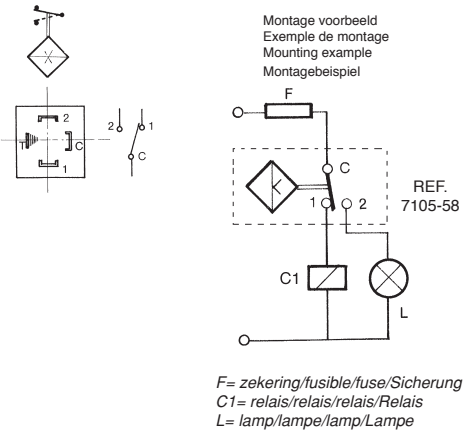 Montage voorbeeld
Exemple de montage
Mounting example
Montagebeispiel
F
2
T
C
1
2
1
C
C
1
2
REF.
7105-58
C1
L
F= zekering/fusible/fuse/Sicherung
C1= relais/relais/relais/Relais
L= lamp/lampe/lamp/Lampe